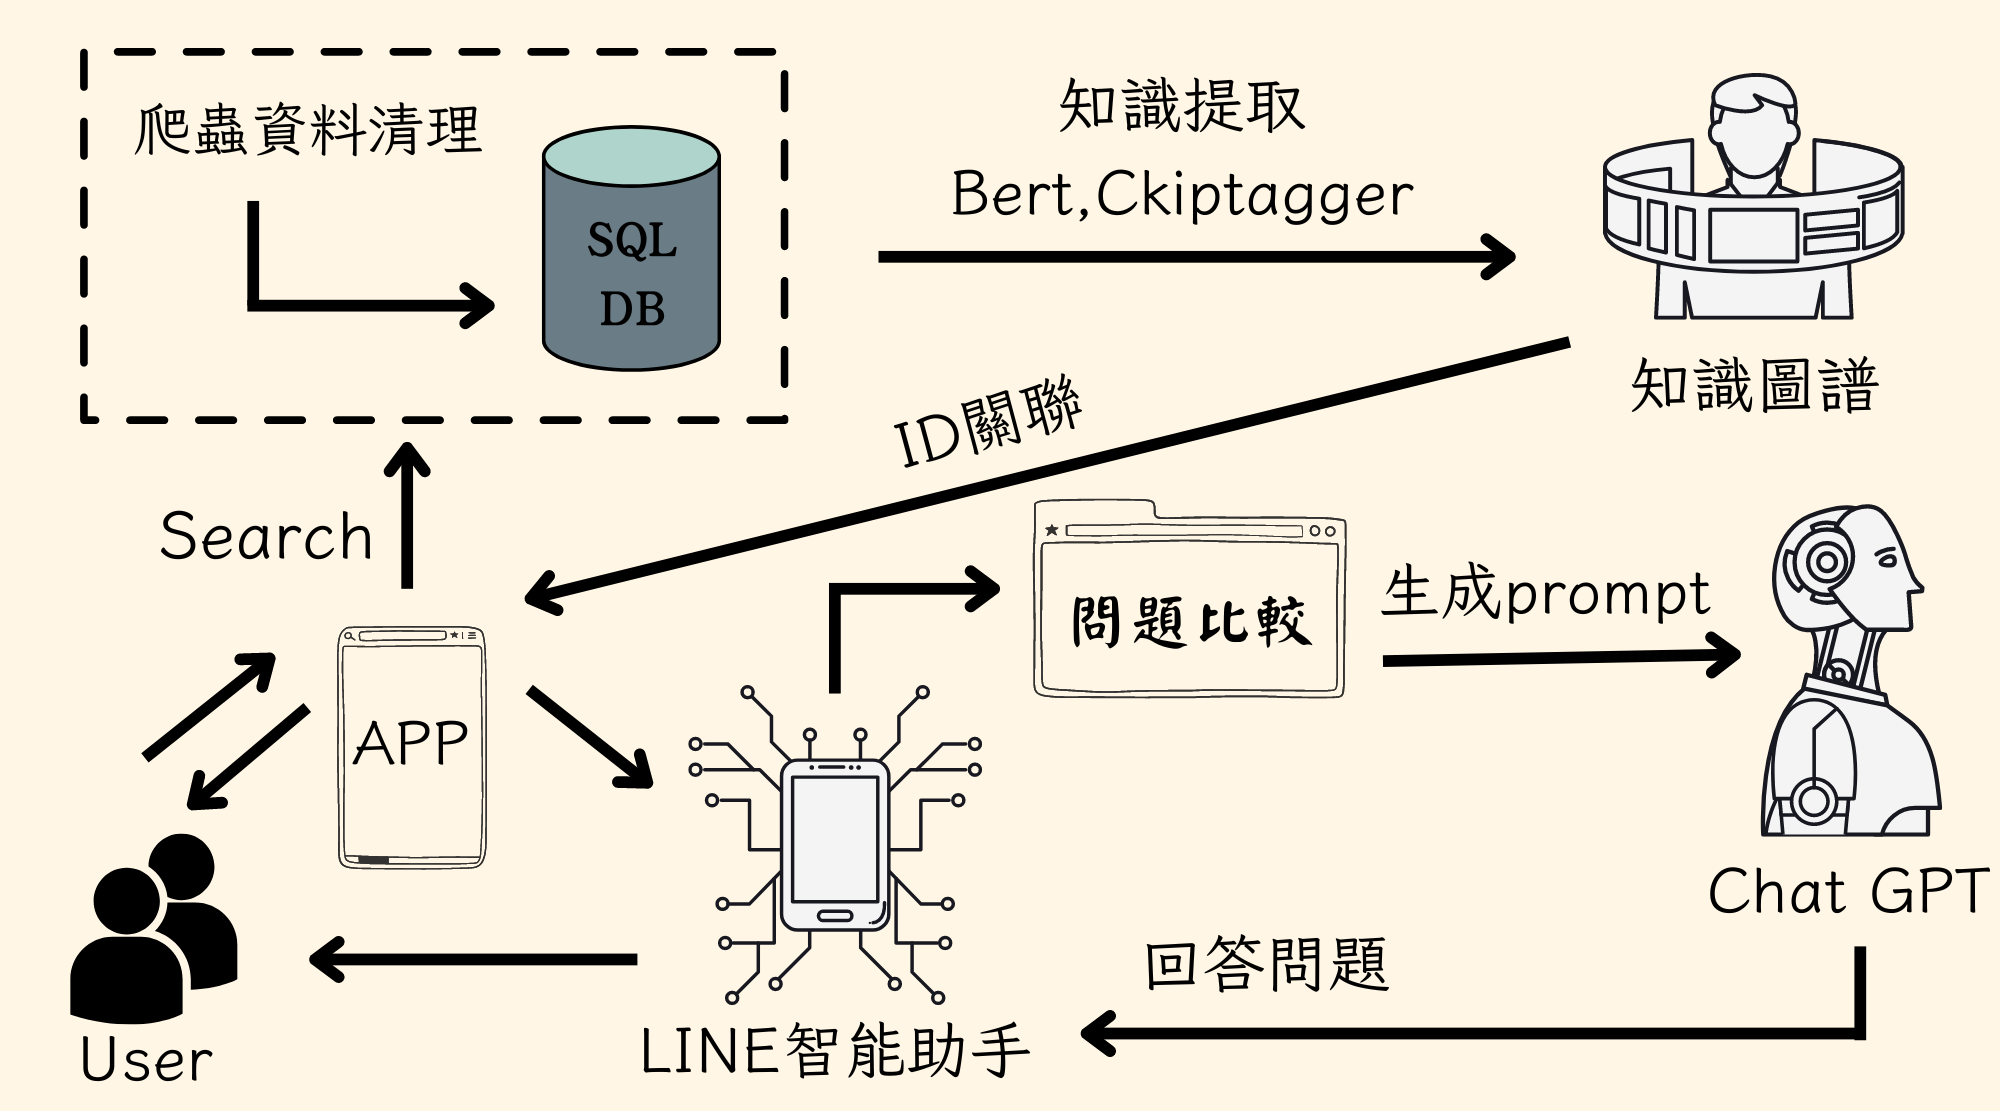 爬蟲資料清理
SQL
DB
知識提取
Bert,Ckiptagger
知識圖譜
ID關聯
Search
問題比較
生成prompt
APP
Chat GPT
回答問題
LINE智能助手
User